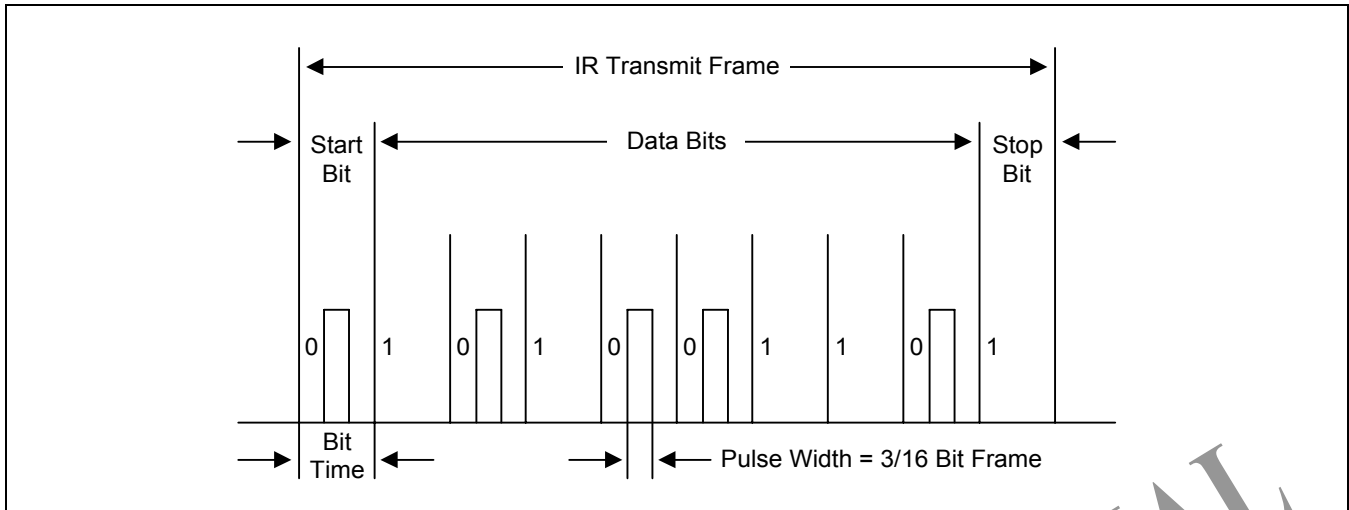 IR Transmit Frame
Start
Bit
Data Bits
Stop
Bit
0 1 0 1 0 0 1 1 0 1
Bit
Time
Pulse Width = 3/16 Bit Frame